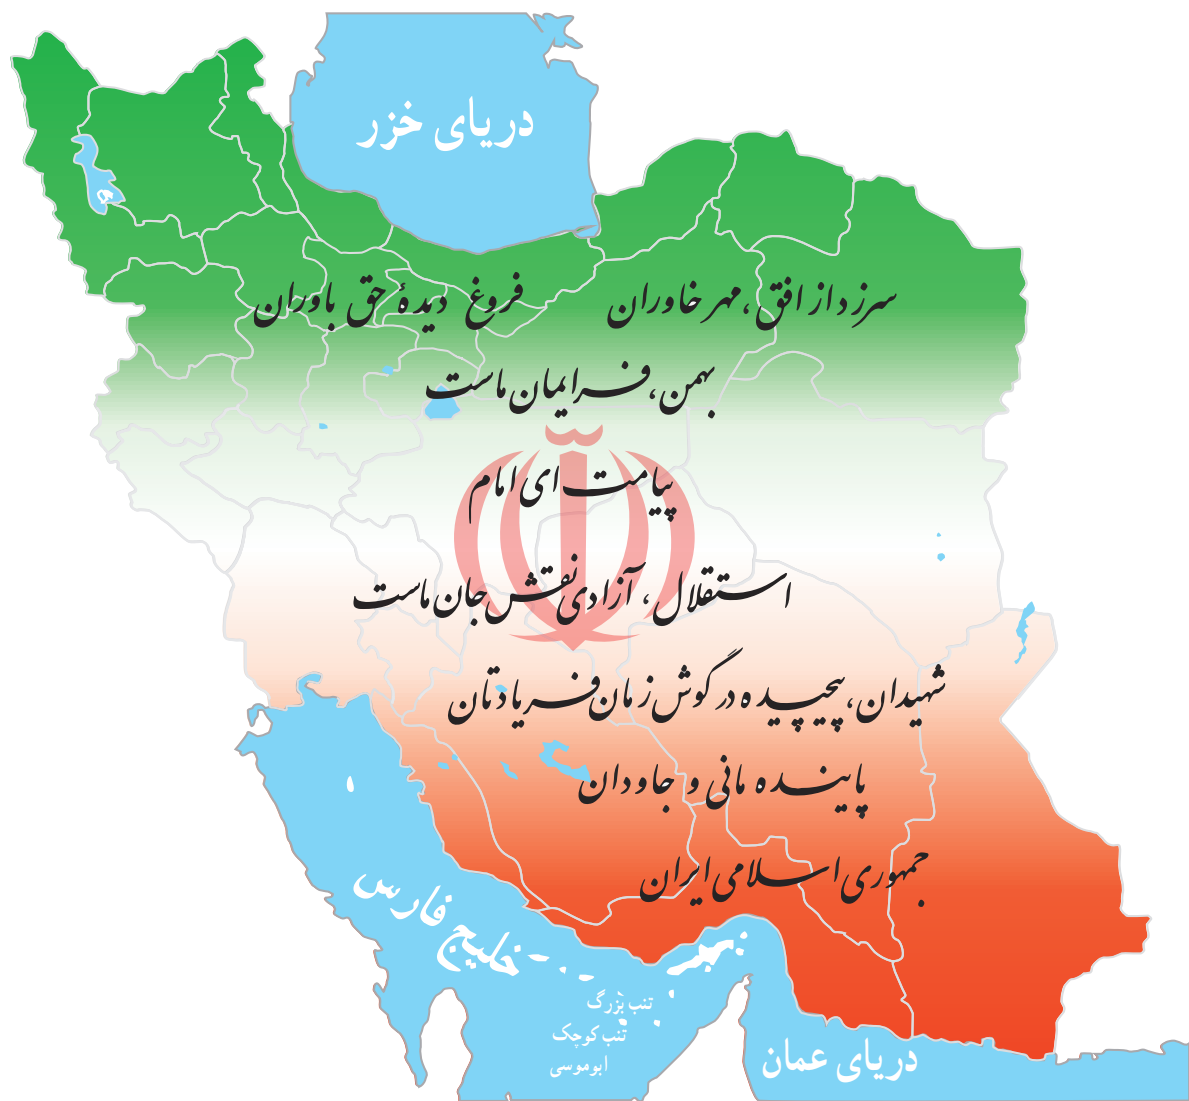 دریای خزر
سرزد از افق، مهر خاوران فروغ دیدهٔ حق باوران
بهمن، فر ایمان ماست
پیامت ای امام
استقلال، آزادی نقش جان ماست
شهیدان، پیچیده در گوش زمان فریادتان
پاینده مانی و جاودان
جمهوری اسلامی ایران
خلیج فارس
تنب بزرگ
تنب کوچک
ابوموسی
دریای عمان